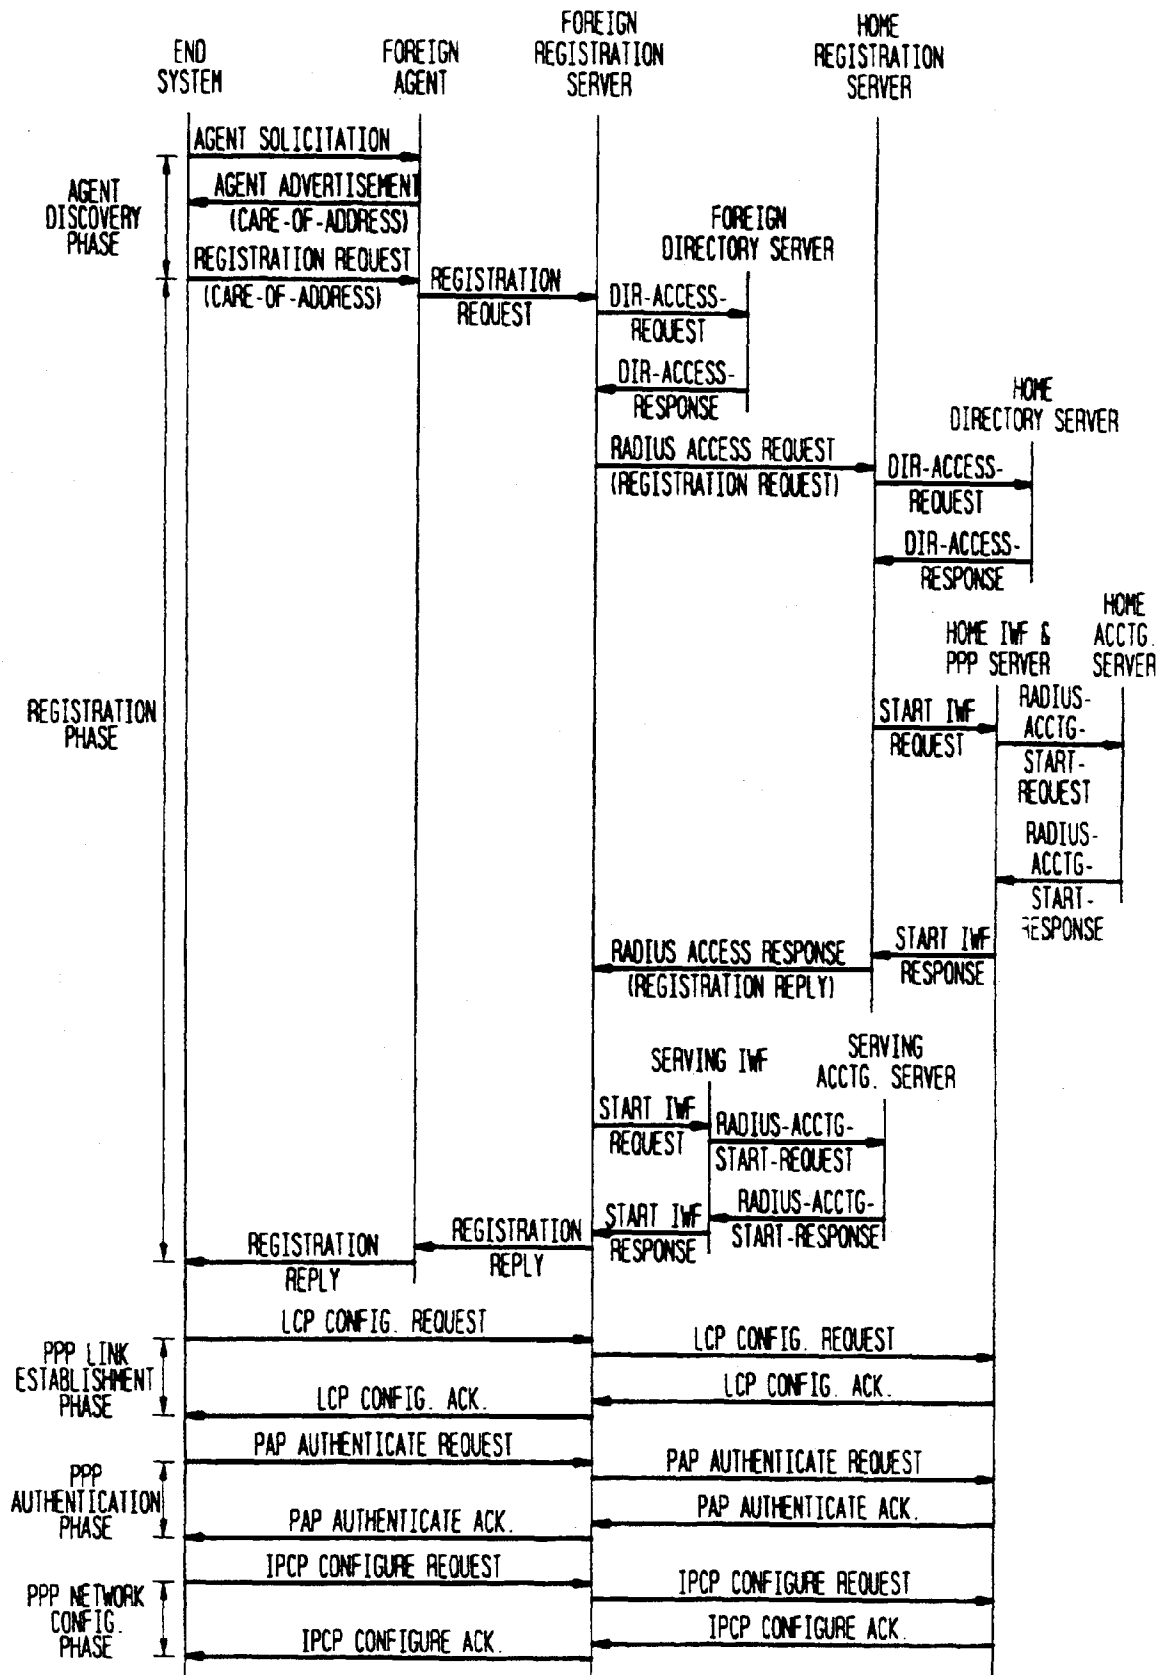 END
SYSTEM
FOREIGN
AGENT
FOREIGN
REGISTRATION
SERVER
HOME
REGISTRATION
SERVER
AGENT SOLICITATION
AGENT ADVERTISEMENT
(CARE-OF-ADDRESS)
AGENT
DISCOVERY
PHASE
REGISTRATION REQUEST
(CARE-OF-ADDRESS)
REGISTRATION
REQUEST
FOREIGN
DIRECTORY SERVER
DIR-ACCESS-
REQUEST
DIR-ACCESS-
RESPONSE
HOME
DIRECTORY SERVER
RADIUS ACCESS REQUEST
(REGISTRATION REQUEST)
DIR-ACCESS-
REQUEST
DIR-ACCESS-
RESPONSE
HOME IWF &
PPP SERVER
HOME
ACCTG.
SERVER
REGISTRATION
PHASE
START IWF
REQUEST
RADIUS-
ACCTG-
START-
REQUEST
RADIUS-
ACCTG-
START-
RESPONSE
START IWF
RESPONSE
RADIUS ACCESS RESPONSE
(REGISTRATION REPLY)
SERVING IWF
SERVING
ACCTG. SERVER
START IWF
REQUEST
RADIUS-ACCTG-
START-REQUEST
RADIUS-ACCTG-
START-RESPONSE
START IWF
RESPONSE
REGISTRATION
REPLY
REGISTRATION
REPLY
LCP CONFIG. REQUEST
LCP CONFIG. REQUEST
PPP LINK
ESTABLISHMENT
PHASE
LCP CONFIG. ACK.
LCP CONFIG. ACK.
PAP AUTHENTICATE REQUEST
PAP AUTHENTICATE REQUEST
PPP
AUTHENTICATION
PHASE
PAP AUTHENTICATE ACK.
PAP AUTHENTICATE ACK.
IPCP CONFIGURE REQUEST
IPCP CONFIGURE REQUEST
PPP NETWORK
CONFIG.
PHASE
IPCP CONFIGURE ACK.
IPCP CONFIGURE ACK.